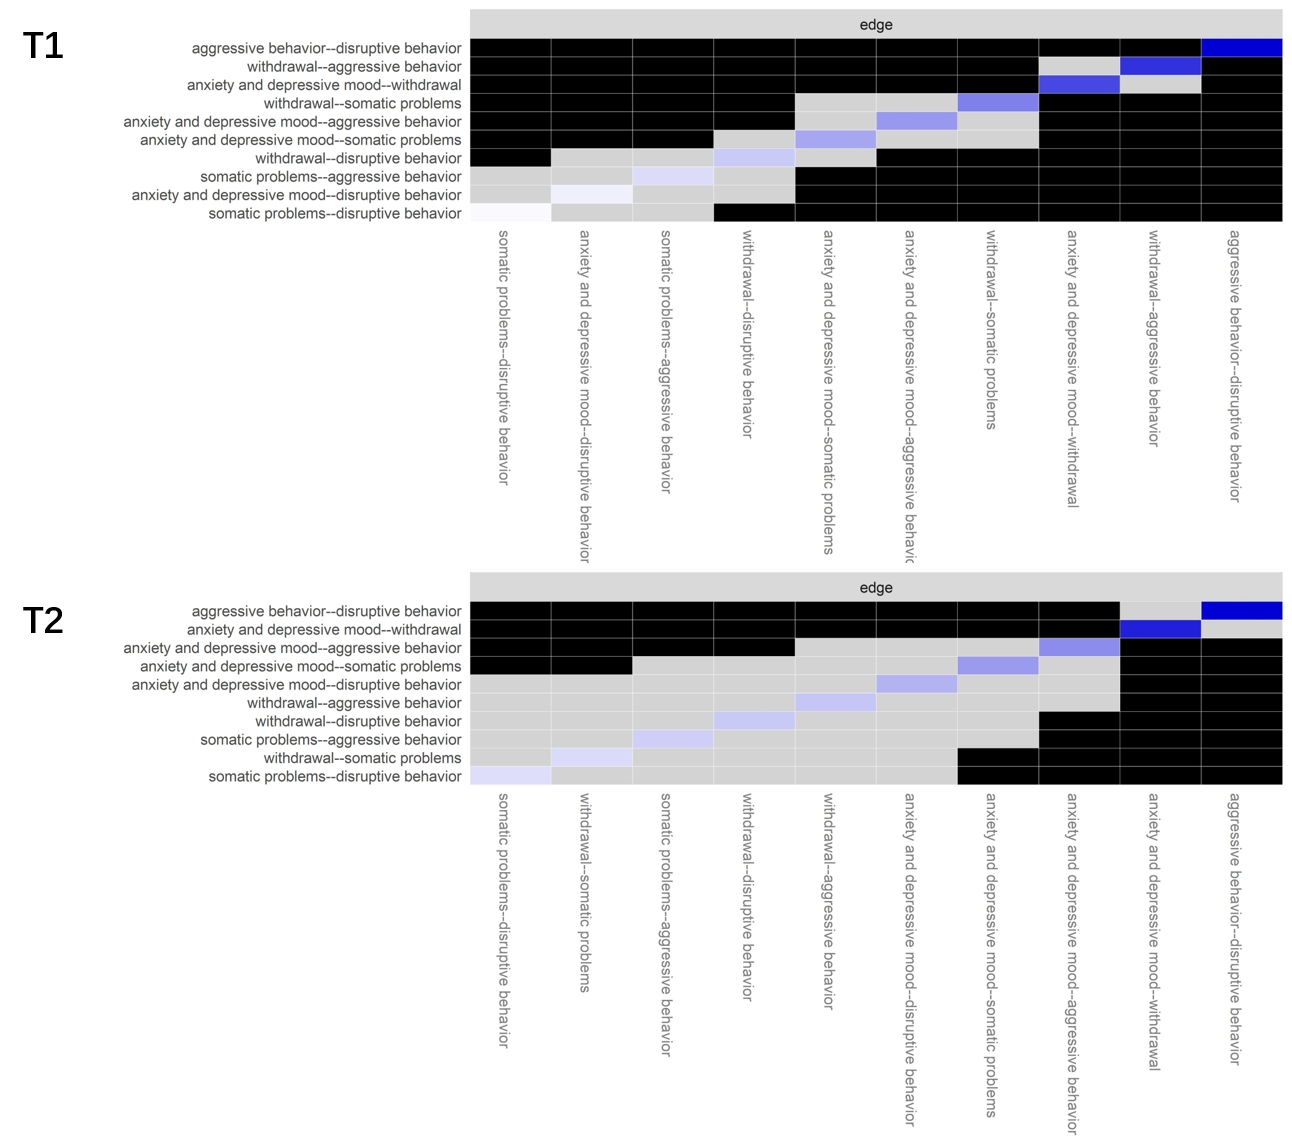 T1
edge
aggressive behavior--disruptive behavior
withdrawal--aggressive behavior
anxiety and depressive mood--withdrawal
withdrawal--somatic problems
anxiety and depressive mood--aggressive behavior
anxiety and depressive mood--somatic problems
withdrawal--disruptive behavior
somatic problems--aggressive behavior
anxiety and depressive mood--disruptive behavior
somatic problems--disruptive behavior
somatic problems--disruptive behavior
anxiety and depressive mood--disruptive behavior
somatic problems--aggressive behavior
withdrawal--disruptive behavior
anxiety and depressive mood--somatic problems
anxiety and depressive mood--aggressive behavic
withdrawal--somatic problems
anxiety and depressive mood--withdrawal
withdrawal--aggressive behavior
aggressive behavior--disruptive behavior
T2
edge
aggressive behavior--disruptive behavior
anxiety and depressive mood--withdrawal
anxiety and depressive mood--aggressive behavior
anxiety and depressive mood--somatic problems
anxiety and depressive mood--disruptive behavior
withdrawal--aggressive behavior
withdrawal--disruptive behavior
somatic problems--aggressive behavior
withdrawal--somatic problems
somatic problems--disruptive behavior
somatic problems--disruptive behavior
withdrawal--somatic problems
somatic problems--aggressive behavior
withdrawal--disruptive behavior
withdrawal--aggressive behavior
anxiety and depressive mood--disruptive behavior
anxiety and depressive mood--somatic problems
anxiety and depressive mood--aggressive behavior
anxiety and depressive mood--withdrawal
aggressive behavior--disruptive behavior